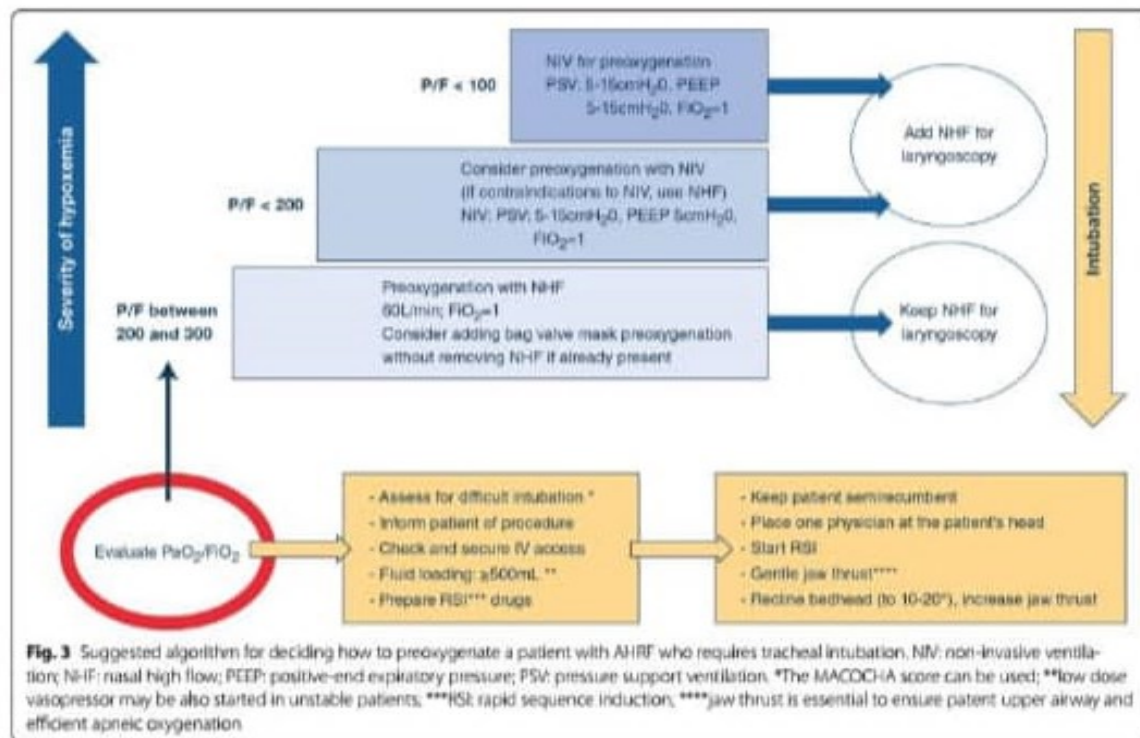 Severity of hypoxemia
P/F < 100
NIV for preoxygenation
PSV: 5-15cmH₂O, PEEP
5-15cmH₂O, FiO₂=1
Add NHF for
laryngoscopy
P/F < 200
Consider preoxygenation with NIV
(if contraindications to NIV, use NHF)
NIV: PSV: 5-15cmH₂O, PEEP 5cmH₂O,
FiO₂=1
P/F between
200 and 300
Preoxygenation with NHF
60L/min; FiO₂=1
Consider adding bag valve mask preoxygenation
without removing NHF if already present
Keep NHF for
laryngoscopy
Intubation
Evaluate PaO₂/FiO₂
- Assess for difficult intubation *
- Inform patient of procedure
- Check and secure IV access
- Fluid loading: ≥500mL **
- Prepare RSI*** drugs
- Keep patient semirecumbent
- Place one physician at the patient's head
- Start RSI
- Gentle jaw thrust****
- Recline bedhead (to 10-20°), increase jaw thrust
Fig. 3 Suggested algorithm for deciding how to preoxygenate a patient with AHRF who requires tracheal intubation. NIV: non-invasive ventila-
tion; NHF: nasal high flow; PEEP: positive-end expiratory pressure; PSV: pressure support ventilation. *The MACOCHA score can be used; **low dose
vasopressor may be also started in unstable patients; ***RSI: rapid sequence induction; ****jaw thrust is essential to ensure patent upper airway and
efficient apneic oxygenation